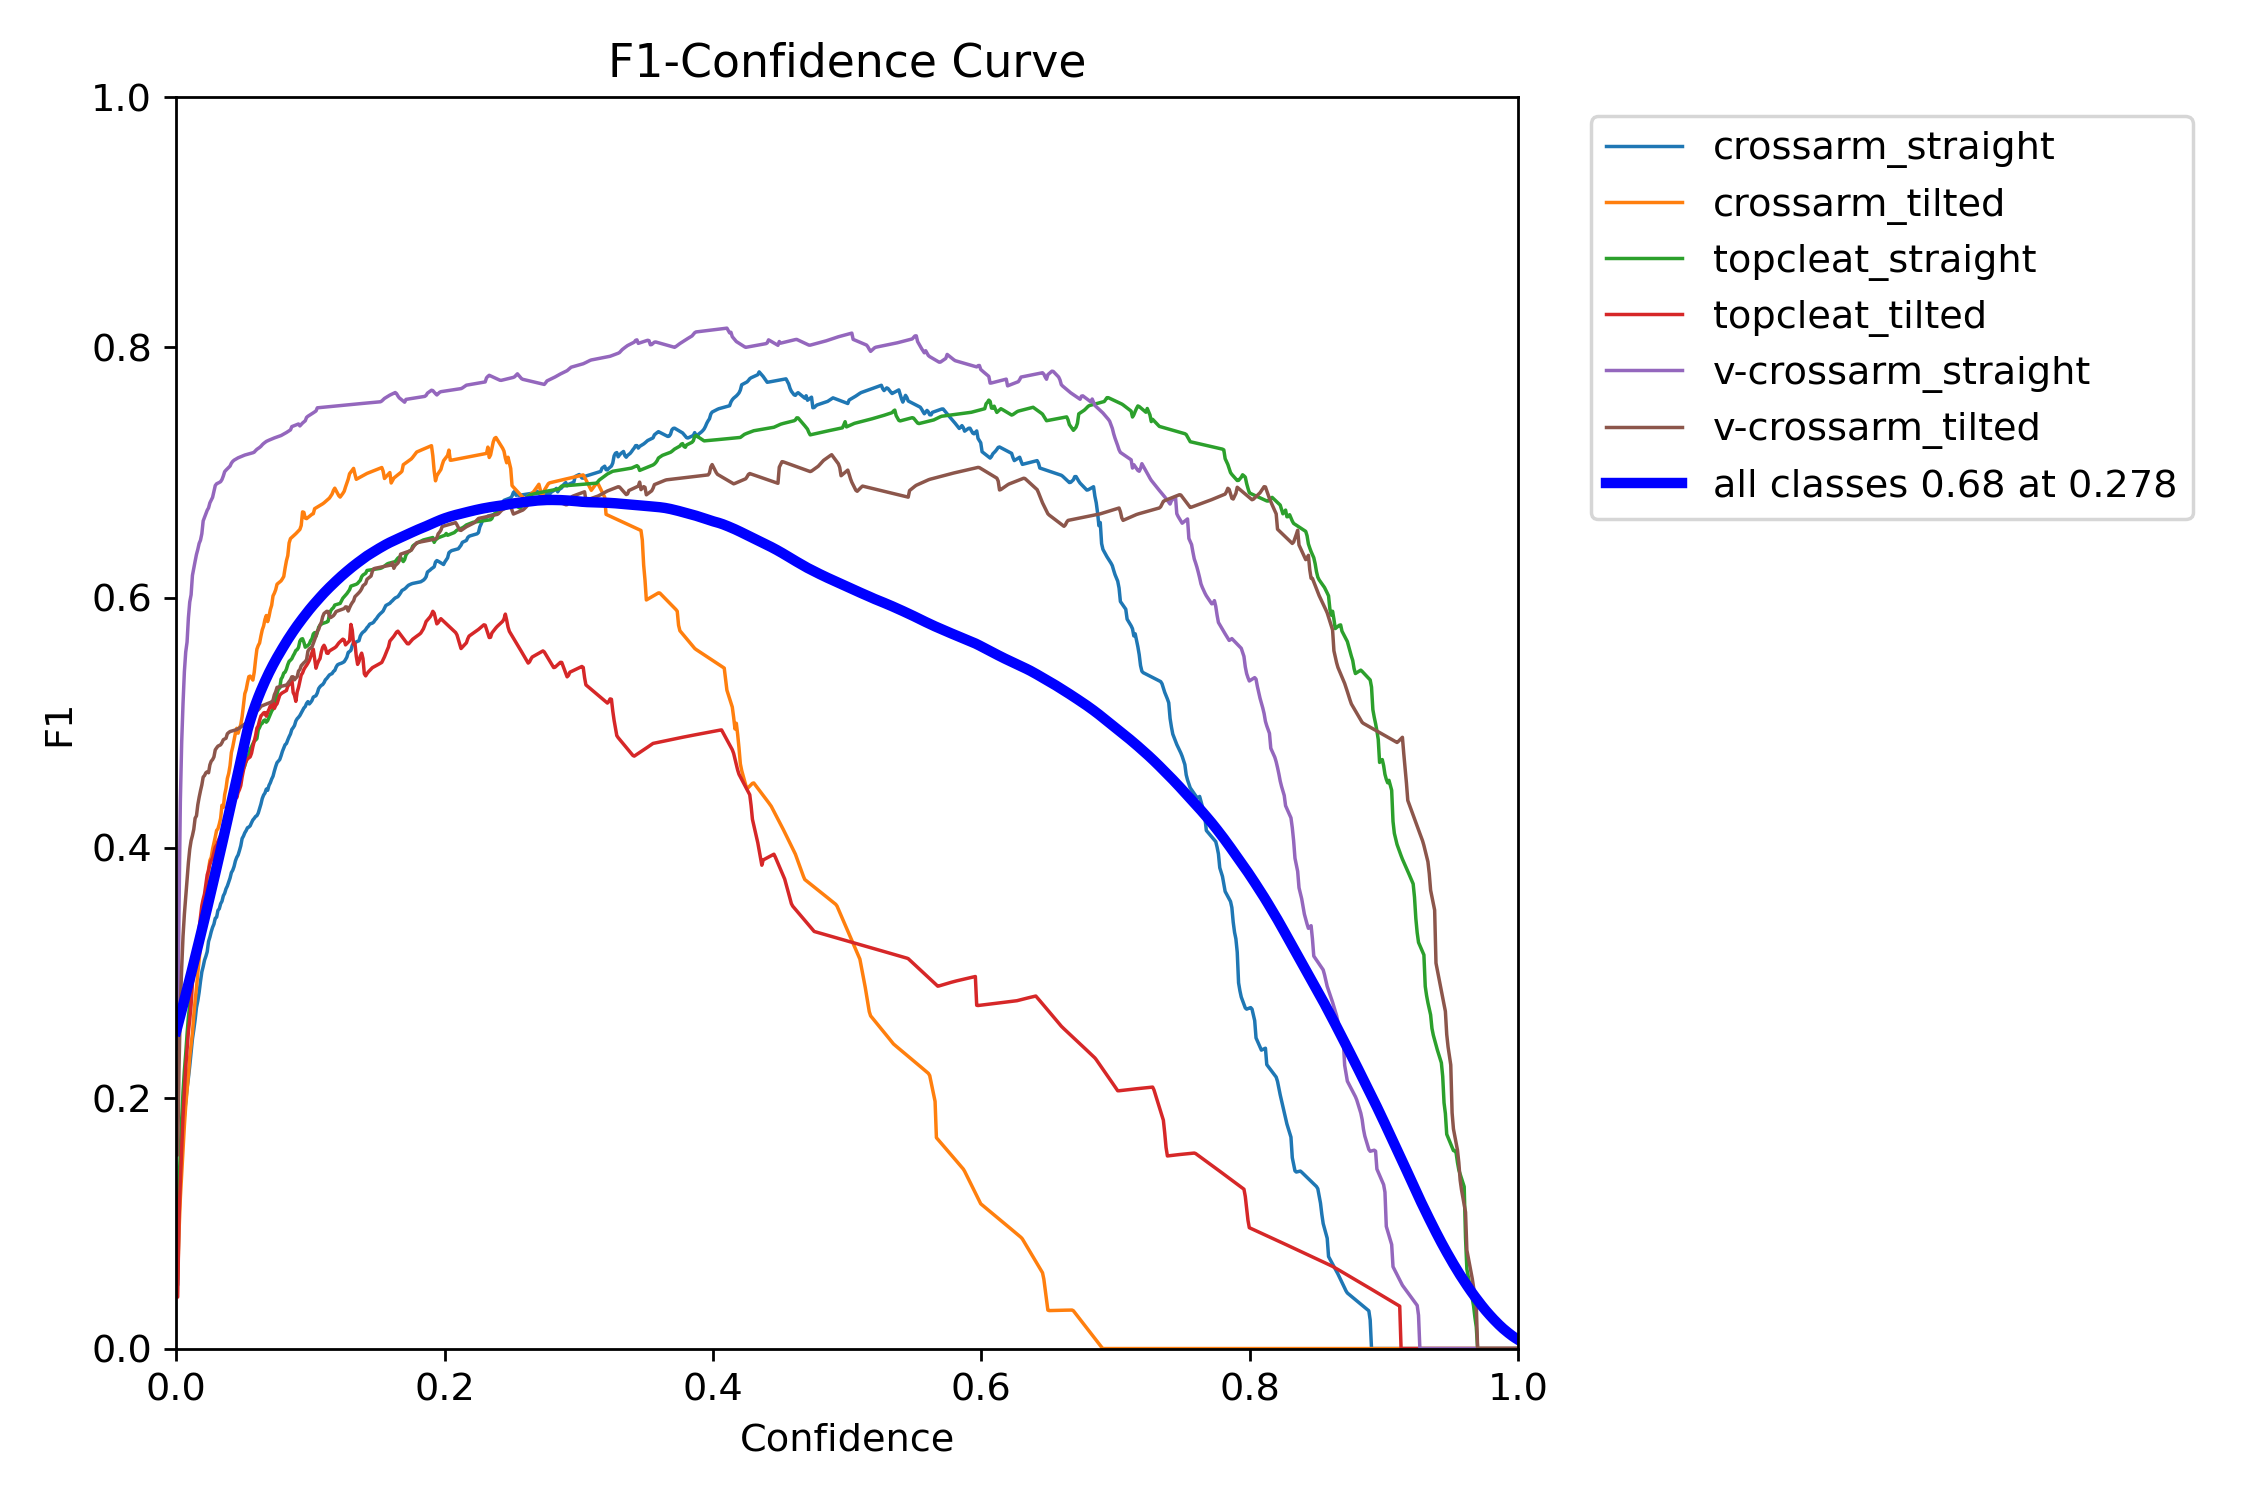 F1-Confidence Curve
1.0
0.8
0.6
0.4
0.2
0.0
F1
0.0 0.2 0.4 0.6 0.8 1.0
Confidence
crossarm_straight
crossarm_tilted
topcleat_straight
topcleat_tilted
v-crossarm_straight
v-crossarm_tilted
all classes 0.68 at 0.278